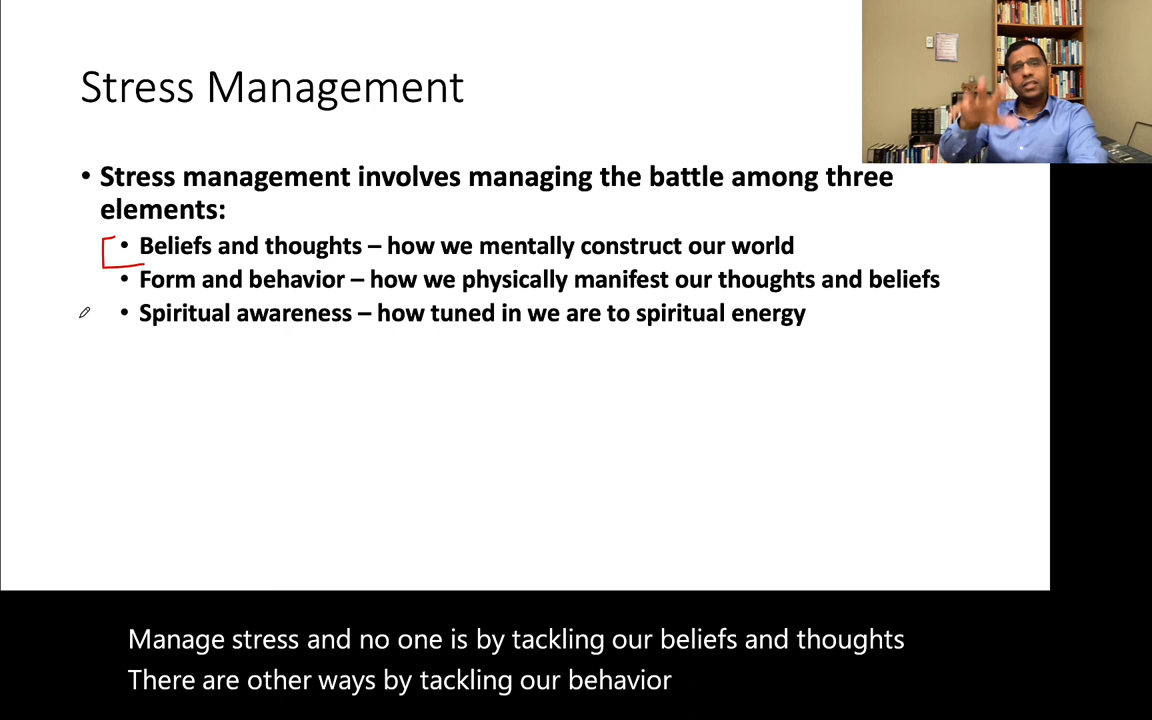 Stress Management
• Stress management involves managing the battle among three
elements:
• Beliefs and thoughts – how we mentally construct our world
• Form and behavior – how we physically manifest our thoughts and beliefs
• Spiritual awareness – how tuned in we are to spiritual energy
Manage stress and no one is by tackling our beliefs and thoughts
There are other ways by tackling our behavior